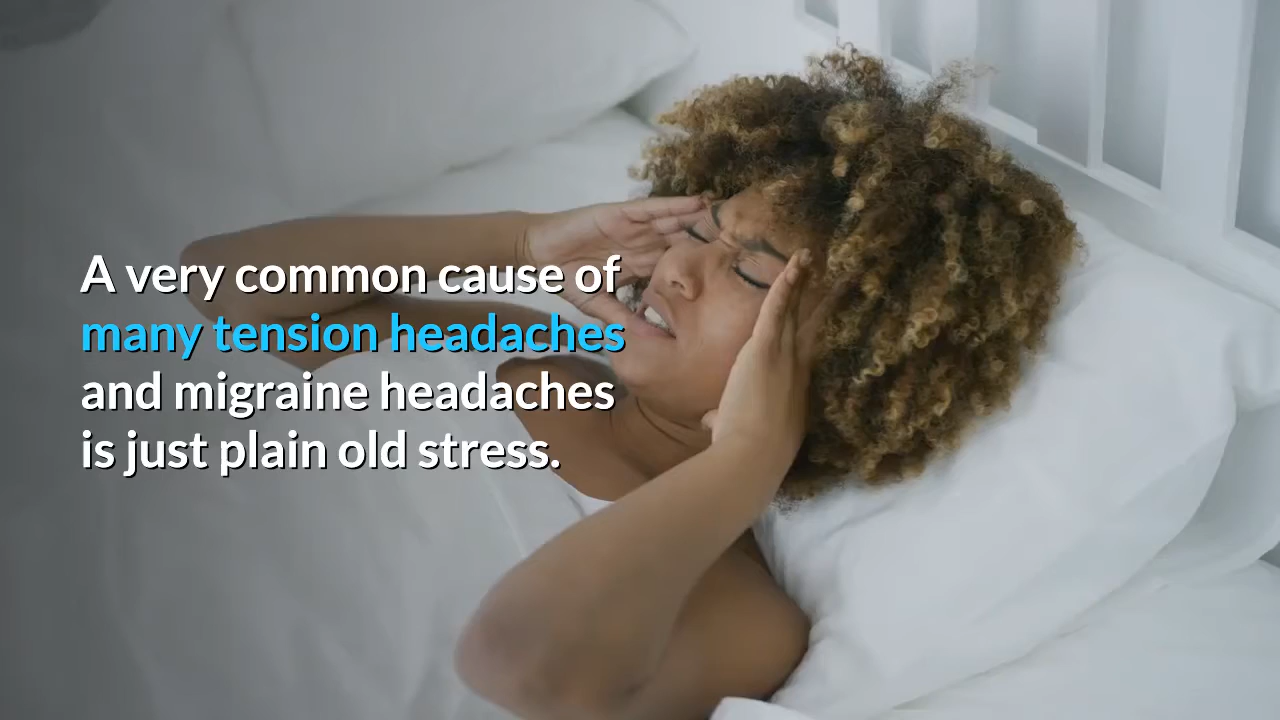 A very common cause of
many tension headaches
and migraine headaches
is just plain old stress.